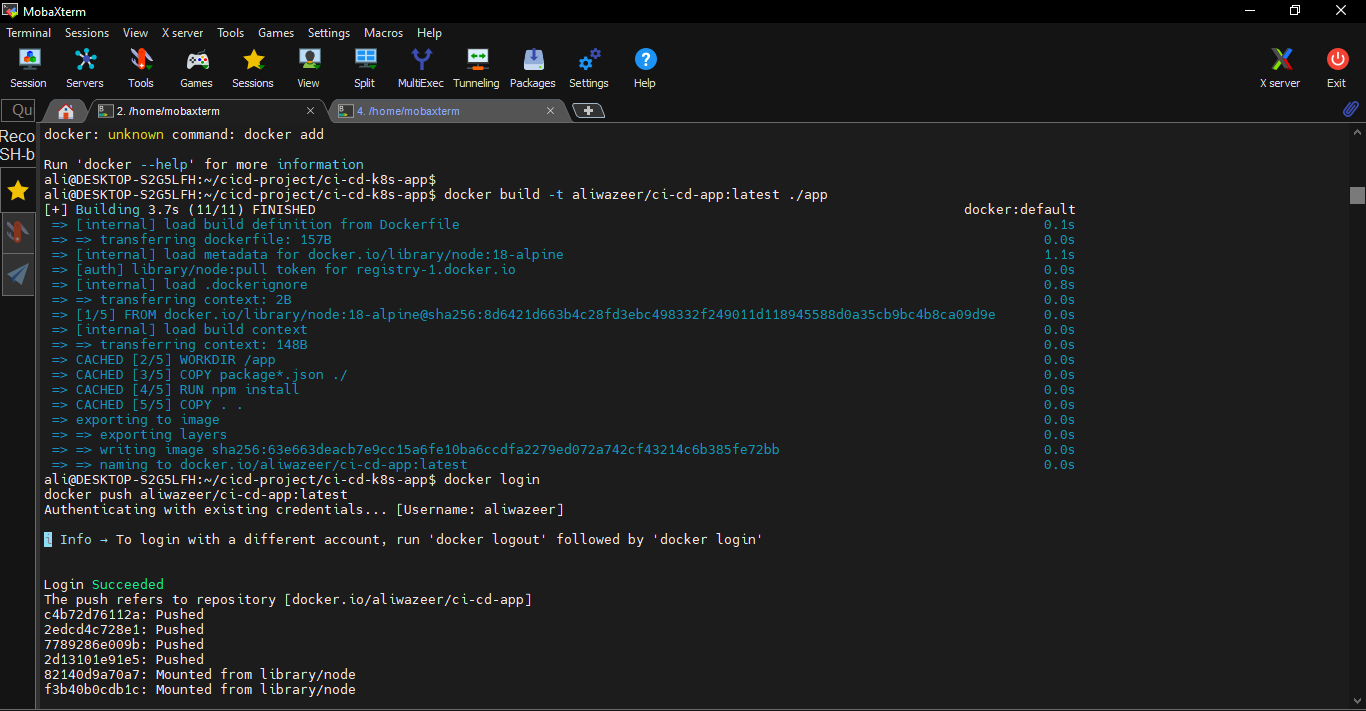 MobaXterm
Terminal Sessions View X server Tools Games Settings Macros Help
Session Servers Tools Games Sessions View Split MultiExec Tunneling Packages Settings Help X server Exit
Qu
2. /home/mobaxterm
4. /home/mobaxterm
Reco
SH-b
docker: unknown command: docker add
Run 'docker --help' for more information
ali@DESKTOP-S2G5LFH:~/cicd-project/ci-cd-k8s-app$
ali@DESKTOP-S2G5LFH:~/cicd-project/ci-cd-k8s-app$ docker build -t aliwazeer/ci-cd-app:latest ./app
[+] Building 3.7s (11/11) FINISHED docker:default
=> [internal] load build definition from Dockerfile 0.1s
=> => transferring dockerfile: 157B 0.0s
=> [internal] load metadata for docker.io/library/node:18-alpine 1.1s
=> [auth] library/node:pull token for registry-1.docker.io 0.0s
=> [internal] load .dockerignore 0.8s
=> => transferring context: 2B 0.0s
=> [1/5] FROM docker.io/library/node:18-alpine@sha256:8d6421d663b4c28fd3ebc498332f249011d118945588d0a35cb9bc4b8ca09d9e 0.0s
=> [internal] load build context 0.0s
=> => transferring context: 148B 0.0s
=> CACHED [2/5] WORKDIR /app 0.0s
=> CACHED [3/5] COPY package*.json ./ 0.0s
=> CACHED [4/5] RUN npm install 0.0s
=> CACHED [5/5] COPY . . 0.0s
=> exporting to image 0.0s
=> => exporting layers 0.0s
=> => writing image sha256:63e663deacb7e9cc15a6fe10ba6ccdfa2279ed072a742cf43214c6b385fe72bb 0.0s
=> => naming to docker.io/aliwazeer/ci-cd-app:latest 0.0s
ali@DESKTOP-S2G5LFH:~/cicd-project/ci-cd-k8s-app$ docker login
docker push aliwazeer/ci-cd-app:latest
Authenticating with existing credentials... [Username: aliwazeer]
i Info → To login with a different account, run 'docker logout' followed by 'docker login'
Login Succeeded
The push refers to repository [docker.io/aliwazeer/ci-cd-app]
c4b72d76112a: Pushed
2edcd4c728e1: Pushed
7789286e009b: Pushed
2d13101e91e5: Pushed
82140d9a70a7: Mounted from library/node
f3b40b0cdb1c: Mounted from library/node